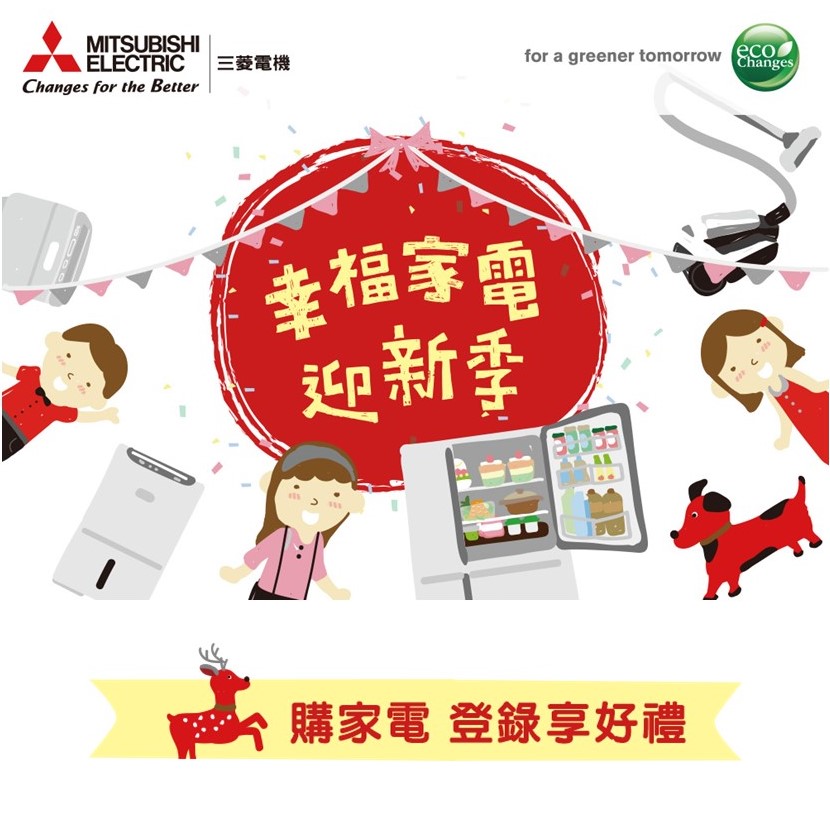 MITSUBISHI
ELECTRIC
Changes for the Better
三菱電機
for a greener tomorrow
eco
Changes
幸福家電
迎新季
購家電 登錄享好禮